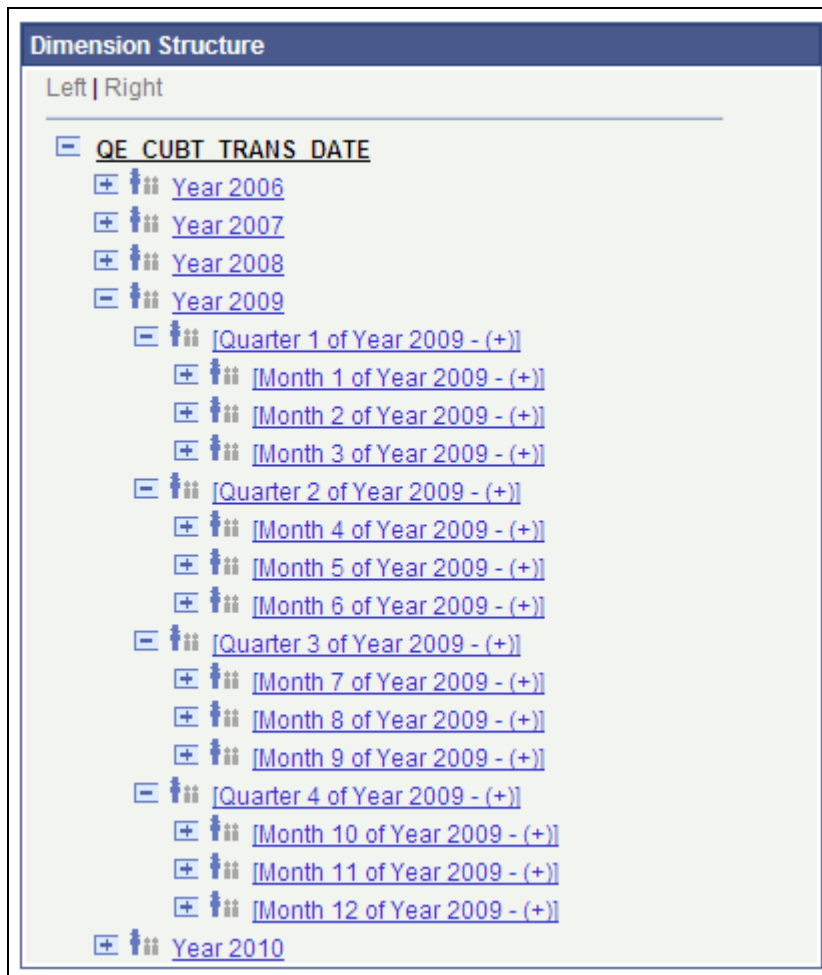 Dimension Structure
Left | Right
QE_CUBT_TRANS_DATE
Year 2006
Year 2007
Year 2008
Year 2009
[Quarter 1 of Year 2009 - (+)]
[Month 1 of Year 2009 - (+)]
[Month 2 of Year 2009 - (+)]
[Month 3 of Year 2009 - (+)]
[Quarter 2 of Year 2009 - (+)]
[Month 4 of Year 2009 - (+)]
[Month 5 of Year 2009 - (+)]
[Month 6 of Year 2009 - (+)]
[Quarter 3 of Year 2009 - (+)]
[Month 7 of Year 2009 - (+)]
[Month 8 of Year 2009 - (+)]
[Month 9 of Year 2009 - (+)]
[Quarter 4 of Year 2009 - (+)]
[Month 10 of Year 2009 - (+)]
[Month 11 of Year 2009 - (+)]
[Month 12 of Year 2009 - (+)]
Year 2010